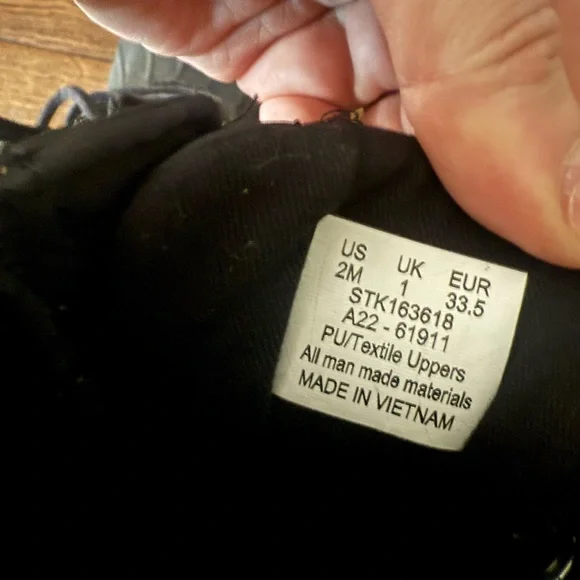 US UK EUR
2M 1 33.5
STK163618
A22 - 61911
PU/Textile Uppers
All man made materials
MADE IN VIETNAM